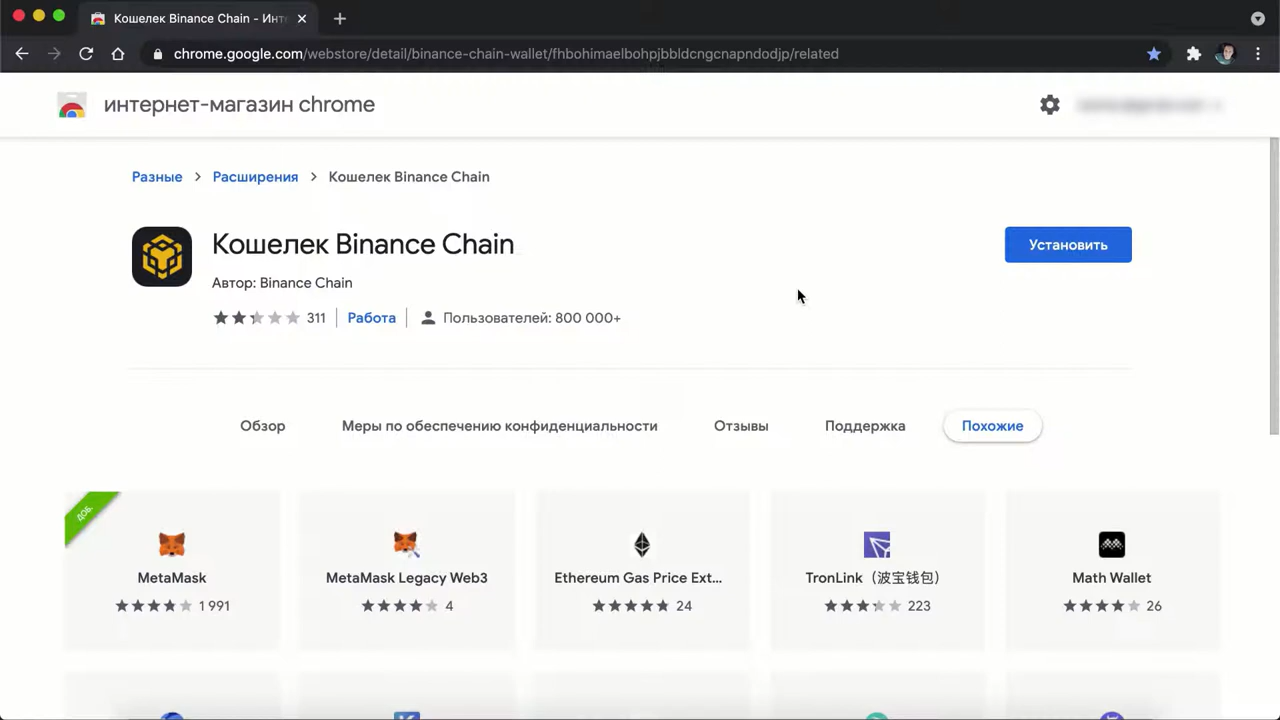 Кошелек Binance Chain - Инт
chrome.google.com/webstore/detail/binance-chain-wallet/fhbohimaelbohpjbbldcngcnapndodjp/related
интернет-магазин chrome
Разные > Расширения > Кошелек Binance Chain
Кошелек Binance Chain
Установить
Автор: Binance Chain
311 Работа Пользователей: 800 000+
Обзор Меры по обеспечению конфиденциальности Отзывы Поддержка Похожие
ДОБ.
MetaMask MetaMask Legacy Web3 Ethereum Gas Price Ext... TronLink（波宝钱包） Math Wallet
1 991 4 24 223 26